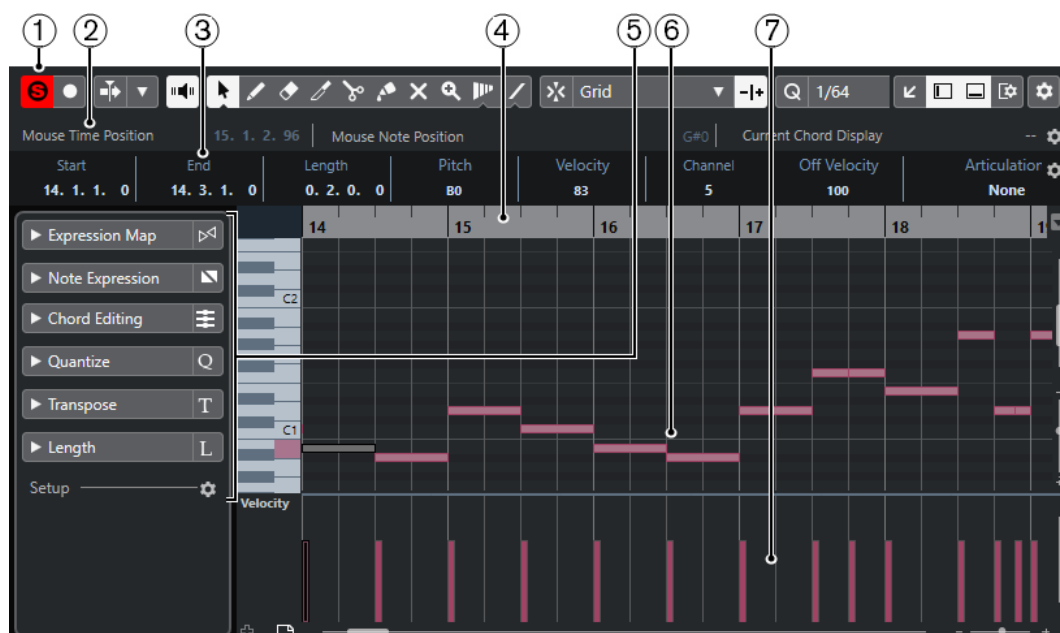 1 2 3 4 5 6 7
S Grid Q 1/64
Mouse Time Position 15. 1. 2. 96 Mouse Note Position G#0 Current Chord Display --
Start End Length Pitch Velocity Channel Off Velocity Articulation
14. 1. 1. 0 14. 3. 1. 0 0. 2. 0. 0 B0 83 5 100 None
14 15 16 17 18
Expression Map
Note Expression
C2
Chord Editing
Quantize Q
Transpose T
C1
Length L
Setup
Velocity